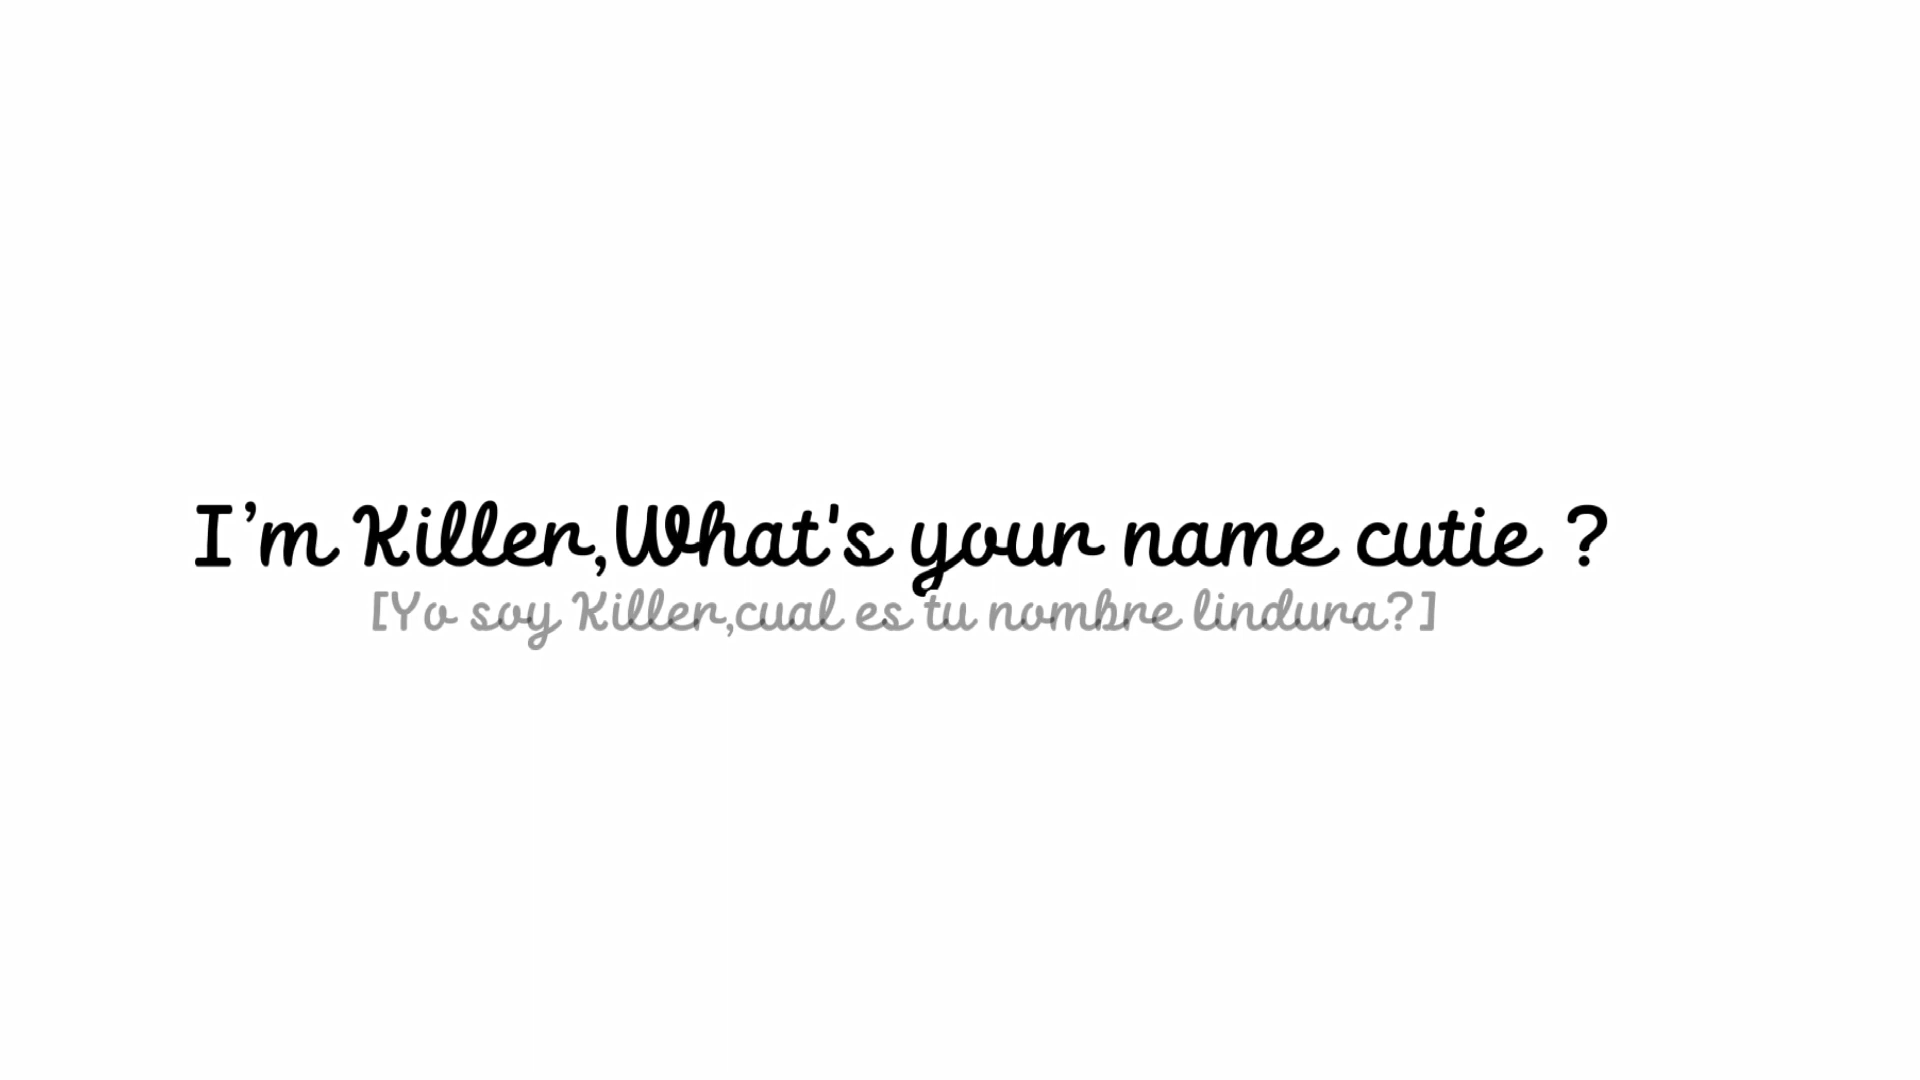 I’m Killer,What's your name cutie ?
[Yo soy Killer,cual es tu nombre lindura?]